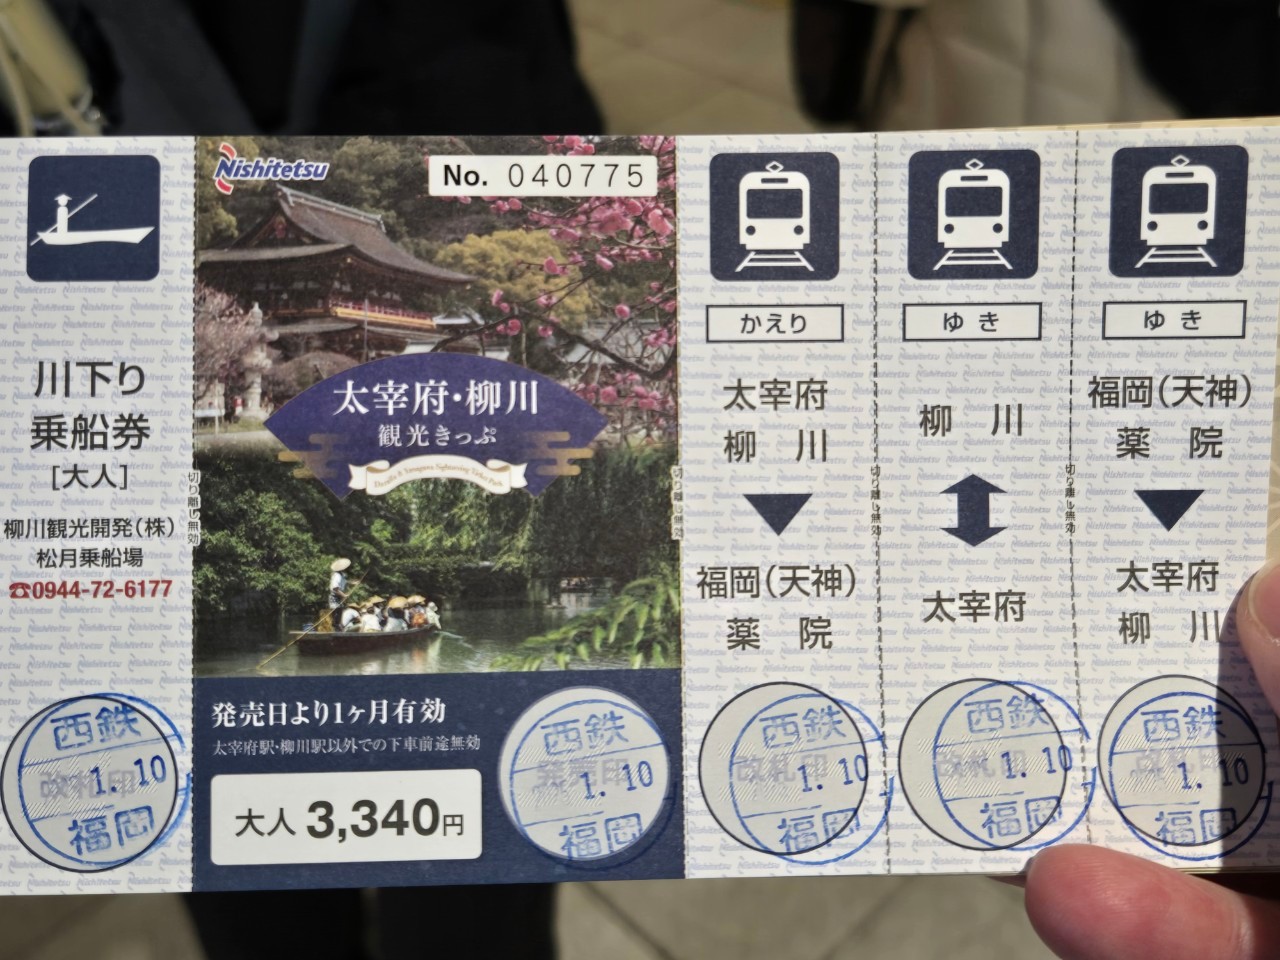 川下り
乗船券
[大人]
柳川観光開発(株)
松月乗船場
☎0944-72-6177
西鉄
改札印
1.10
福岡
切り離し無効
Nishitetsu
No. 040775
太宰府・柳川
観光きっぷ
Dazaifu & Yanagawa Sightseeing Ticket Pack
発売日より1ヶ月有効
太宰府駅・柳川駅以外での下車前途無効
大人 3,340円
西鉄
発売印
1.10
福岡
切り離し無効
かえり
太宰府
柳 川
福岡(天神)
薬 院
西鉄
改札印
1.10
福岡
切り離し無効
ゆき
柳 川
太宰府
西鉄
改札印
1.10
福岡
切り離し無効
ゆき
福岡(天神)
薬 院
太宰府
柳 川
西鉄
改札印
1.10
福岡